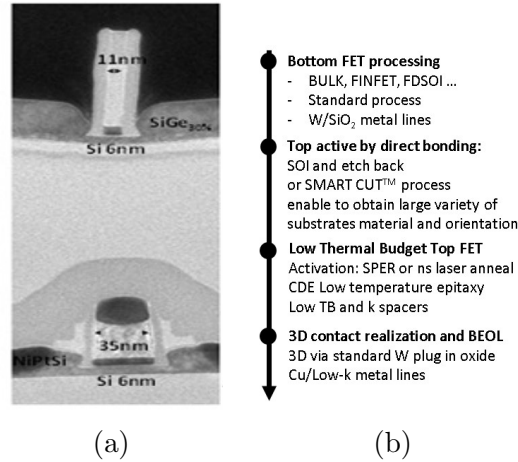 11nm
SiGe30%
Si 6nm
35nm
NiPtSi
Si 6nm
(a)
Bottom FET processing
- BULK, FINFET, FDSOI ...
- Standard process
- W/SiO2 metal lines
Top active by direct bonding:
SOI and etch back
or SMART CUT™ process
enable to obtain large variety of
substrates material and orientation
Low Thermal Budget Top FET
Activation: SPER or ns laser anneal
CDE Low temperature epitaxy
Low TB and k spacers
3D contact realization and BEOL
3D via standard W plug in oxide
Cu/Low-k metal lines
(b)